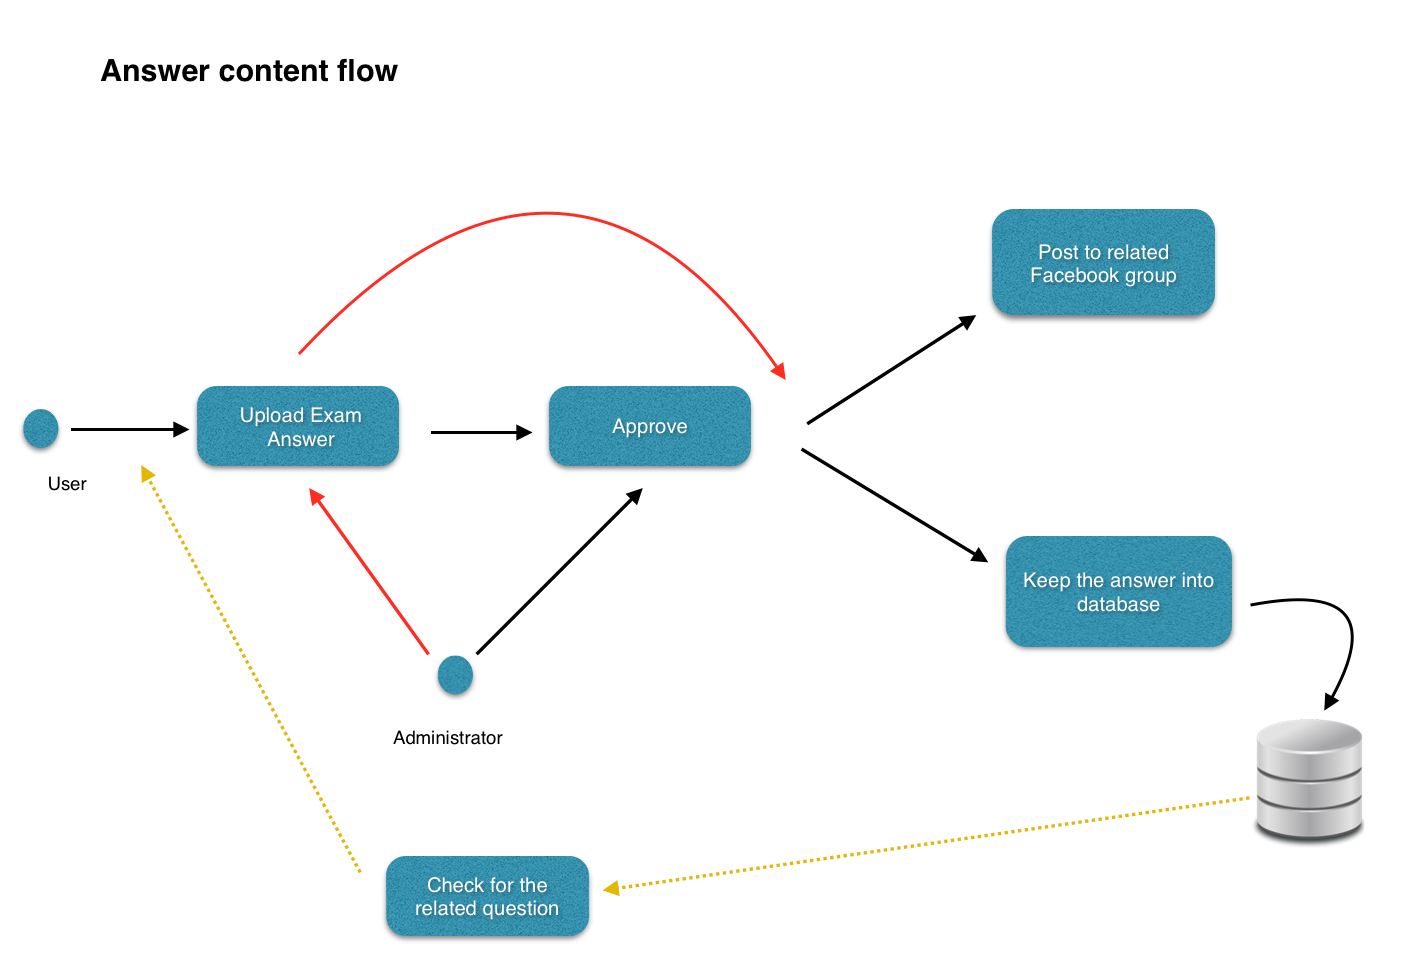 Answer content flow
Post to related
Facebook group
Upload Exam
Answer
Approve
User
Keep the answer into
database
Administrator
Check for the
related question